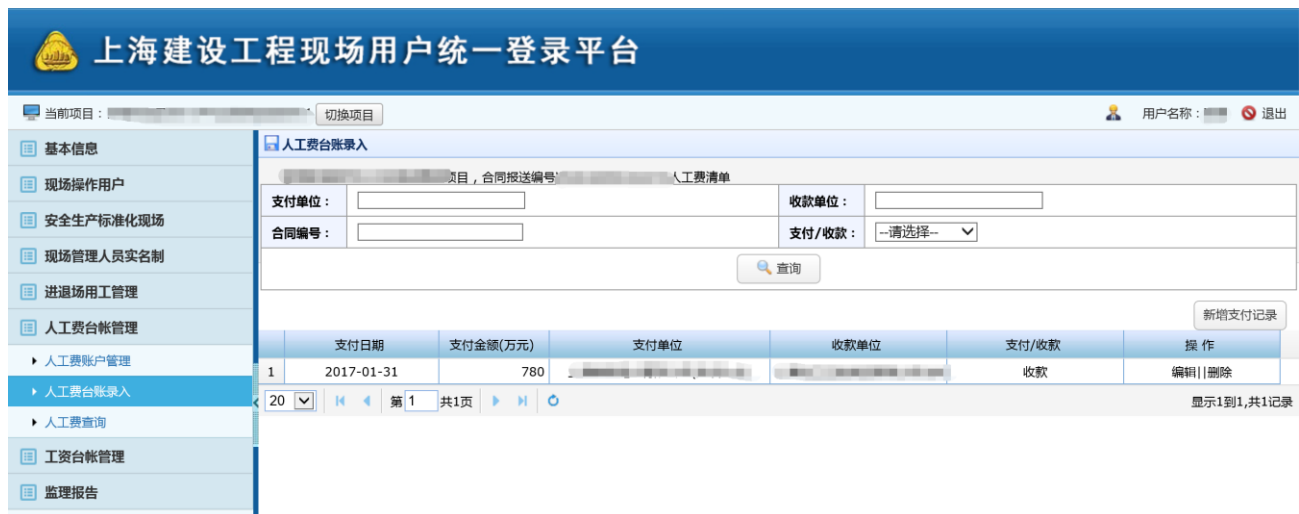 上海建设工程现场用户统一登录平台
当前项目： 切换项目 用户名称： 退出
基本信息
现场操作用户
安全生产标准化现场
现场管理人员实名制
进退场用工管理
人工费台帐管理
人工费账户管理
人工费台账录入
人工费查询
工资台帐管理
监理报告
人工费台账录入
项目，合同报送编号 人工费清单
支付单位： 收款单位：
合同编号： 支付/收款： --请选择--
查询
新增支付记录
支付日期 支付金额(万元) 支付单位 收款单位 支付/收款 操 作
1 2017-01-31 780 收款 编辑||删除
20 第 1 共1页 显示1到1,共1记录